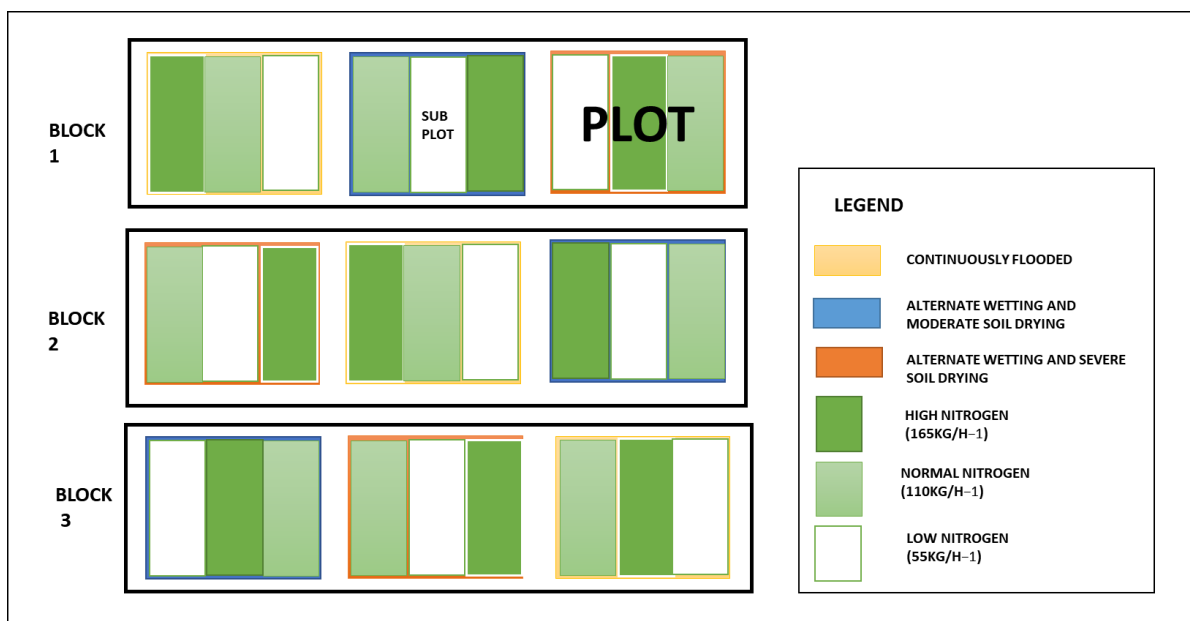 BLOCK
1
SUB
PLOT
PLOT
BLOCK
2
BLOCK
3
LEGEND
CONTINUOUSLY FLOODED
ALTERNATE WETTING AND
MODERATE SOIL DRYING
ALTERNATE WETTING AND SEVERE
SOIL DRYING
HIGH NITROGEN
(165KG/H−1)
NORMAL NITROGEN
(110KG/H−1)
LOW NITROGEN
(55KG/H−1)